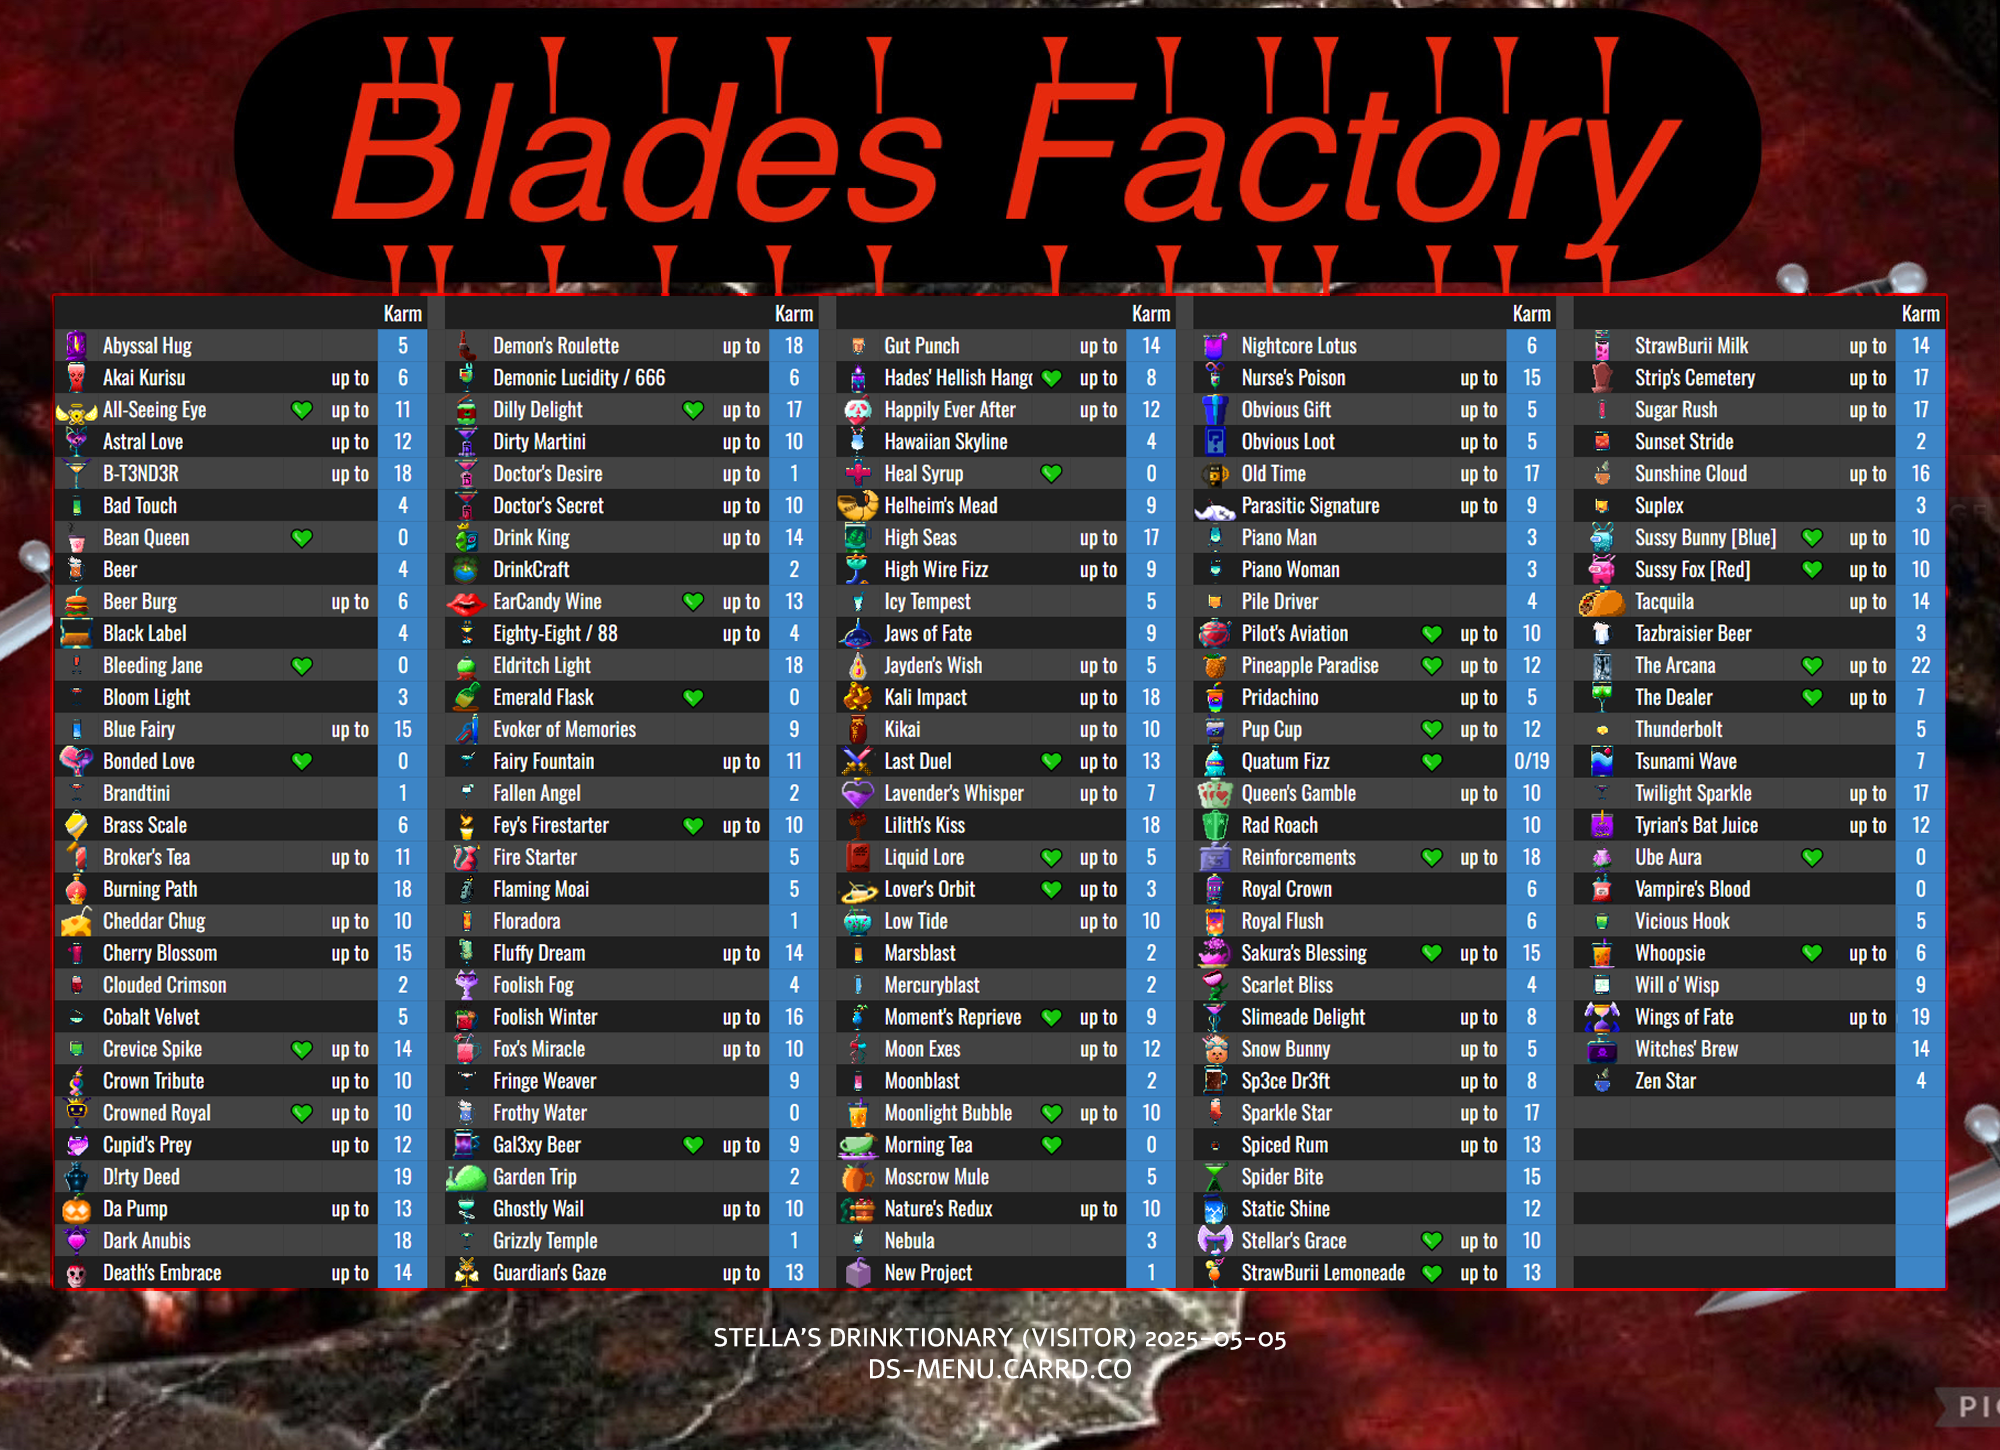 Blades Factory
Karm
Abyssal Hug 5
Akai Kurisu up to 6
All-Seeing Eye up to 11
Astral Love up to 12
B-T3ND3R up to 18
Bad Touch 4
Bean Queen 0
Beer 4
Beer Burg up to 6
Black Label 4
Bleeding Jane 0
Bloom Light 3
Blue Fairy up to 15
Bonded Love 0
Brandtini 1
Brass Scale 6
Broker's Tea up to 11
Burning Path 18
Cheddar Chug up to 10
Cherry Blossom up to 15
Clouded Crimson 2
Cobalt Velvet 5
Crevice Spike up to 14
Crown Tribute up to 10
Crowned Royal up to 10
Cupid's Prey up to 12
D!rty Deed 19
Da Pump up to 13
Dark Anubis 18
Death's Embrace up to 14
Karm
Demon's Roulette up to 18
Demonic Lucidity / 666 6
Dilly Delight up to 17
Dirty Martini up to 10
Doctor's Desire up to 1
Doctor's Secret up to 10
Drink King up to 14
DrinkCraft 2
EarCandy Wine up to 13
Eighty-Eight / 88 up to 4
Eldritch Light 18
Emerald Flask 0
Evoker of Memories 9
Fairy Fountain up to 11
Fallen Angel 2
Fey's Firestarter up to 10
Fire Starter 5
Flaming Moai 5
Floradora 1
Fluffy Dream up to 14
Foolish Fog 4
Foolish Winter up to 16
Fox's Miracle up to 10
Fringe Weaver 9
Frothy Water 0
Gal3xy Beer up to 9
Garden Trip 2
Ghostly Wail up to 10
Grizzly Temple 1
Guardian's Gaze up to 13
Karm
Gut Punch up to 14
Hades' Hellish Hang up to 8
Happily Ever After up to 12
Hawaiian Skyline 4
Heal Syrup 0
Helheim's Mead 9
High Seas up to 17
High Wire Fizz up to 9
Icy Tempest 5
Jaws of Fate 9
Jayden's Wish up to 5
Kali Impact up to 18
Kikai up to 10
Last Duel up to 13
Lavender's Whisper up to 7
Lilith's Kiss 18
Liquid Lore up to 5
Lover's Orbit up to 3
Low Tide up to 10
Marsblast 2
Mercuryblast 2
Moment's Reprieve up to 9
Moon Exes up to 12
Moonblast 2
Moonlight Bubble up to 10
Morning Tea 0
Moscrow Mule 5
Nature's Redux up to 10
Nebula 3
New Project 1
Karm
Nightcore Lotus 6
Nurse's Poison up to 15
Obvious Gift up to 5
Obvious Loot up to 5
Old Time up to 17
Parasitic Signature up to 9
Piano Man 3
Piano Woman 3
Pile Driver 4
Pilot's Aviation up to 10
Pineapple Paradise up to 12
Pridachino up to 5
Pup Cup up to 12
Quatum Fizz 0/19
Queen's Gamble up to 10
Rad Roach 10
Reinforcements up to 18
Royal Crown 6
Royal Flush 6
Sakura's Blessing up to 15
Scarlet Bliss 4
Slimeade Delight up to 8
Snow Bunny up to 5
Sp3ce Dr3ft up to 8
Sparkle Star up to 17
Spiced Rum up to 13
Spider Bite 15
Static Shine 12
Stellar's Grace up to 10
StrawBurii Lemoneade up to 13
Karm
StrawBurii Milk up to 14
Strip's Cemetery up to 17
Sugar Rush up to 17
Sunset Stride 2
Sunshine Cloud up to 16
Suplex 3
Sussy Bunny [Blue] up to 10
Sussy Fox [Red] up to 10
Tacquila up to 14
Tazbraisier Beer 3
The Arcana up to 22
The Dealer up to 7
Thunderbolt 5
Tsunami Wave 7
Twilight Sparkle up to 17
Tyrian's Bat Juice up to 12
Ube Aura 0
Vampire's Blood 0
Vicious Hook 5
Whoopsie up to 6
Will o' Wisp 9
Wings of Fate up to 19
Witches' Brew 14
Zen Star 4
STELLA'S DRINKTIONARY (VISITOR) 2025-05-05
DS-MENU.CARRD.CO